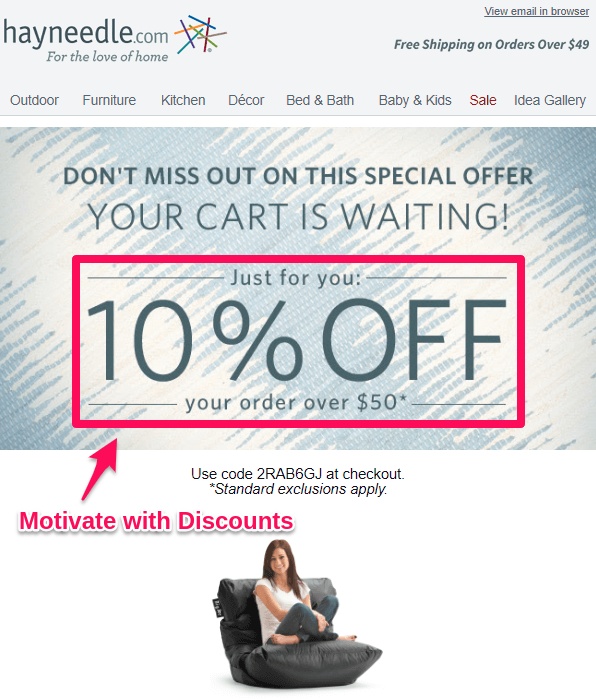 View email in browser
hayneedle.com
For the love of home
Free Shipping on Orders Over $49
Outdoor Furniture Kitchen Décor Bed & Bath Baby & Kids Sale Idea Gallery
DON'T MISS OUT ON THIS SPECIAL OFFER
YOUR CART IS WAITING!
Just for you:
10% OFF
your order over $50*
Use code 2RAB6GJ at checkout.
*Standard exclusions apply.
Motivate with Discounts